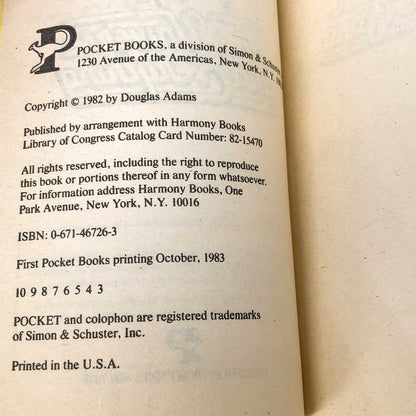 P
POCKET BOOKS, a division of Simon & Schuster
1230 Avenue of the Americas, New York, N.Y.
Copyright © 1982 by Douglas Adams
Published by arrangement with Harmony Books
Library of Congress Catalog Card Number: 82-15470
All rights reserved, including the right to reproduce
this book or portions thereof in any form whatsoever.
For information address Harmony Books, One
Park Avenue, New York, N.Y. 10016
ISBN: 0-671-46726-3
First Pocket Books printing October, 1983
10 9 8 7 6 5 4 3
POCKET and colophon are registered trademarks
of Simon & Schuster, Inc.
Printed in the U.S.A.